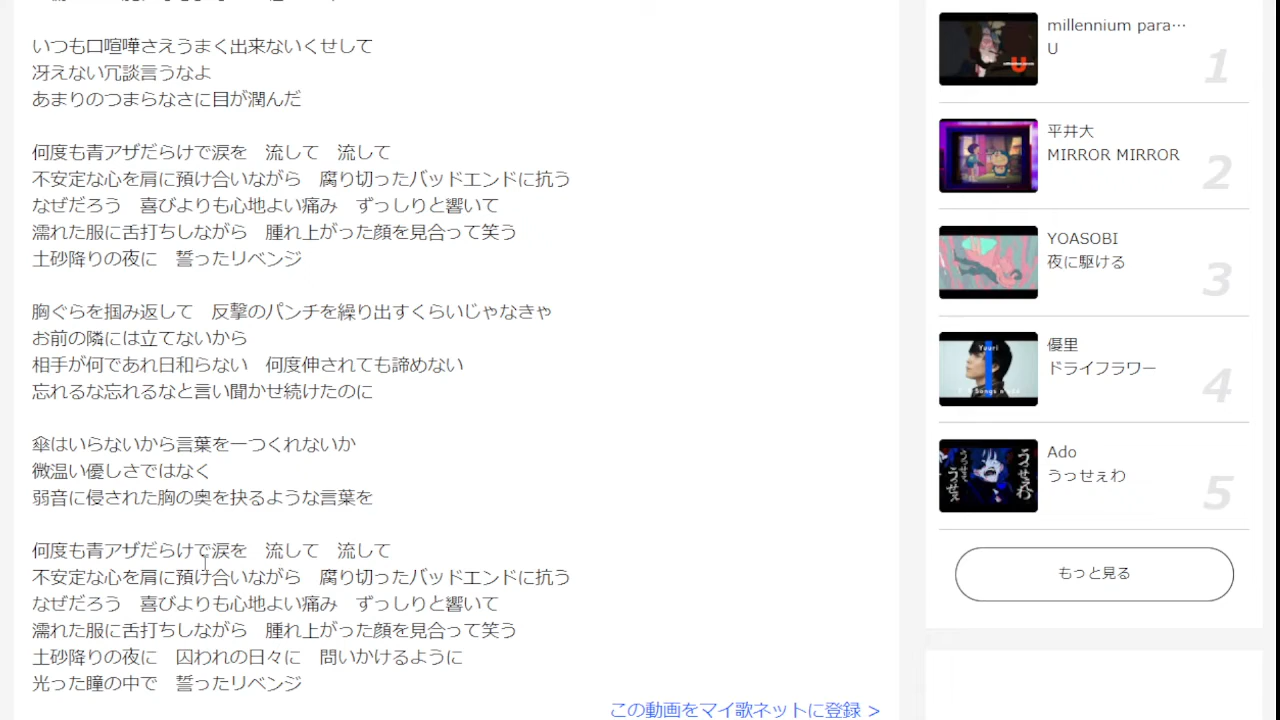 いつも口喧嘩さえうまく出来ないくせして
冴えない冗談言うなよ
あまりのつまらなさに目が潤んだ
何度も青アザだらけで涙を　流して　流して
不安定な心を肩に預け合いながら　腐り切ったバッドエンドに抗う
なぜだろう　喜びよりも心地よい痛み　ずっしりと響いて
濡れた服に舌打ちしながら　腫れ上がった顔を見合って笑う
土砂降りの夜に　誓ったリベンジ
胸ぐらを掴み返して　反撃のパンチを繰り出すくらいじゃなきゃ
お前の隣には立てないから
相手が何であれ日和らない　何度伸されても諦めない
忘れるな忘れるなと言い聞かせ続けたのに
傘はいらないから言葉を一つくれないか
微温い優しさではなく
弱音に侵された胸の奥を抉るような言葉を
何度も青アザだらけで涙を　流して　流して
不安定な心を肩に預け合いながら　腐り切ったバッドエンドに抗う
なぜだろう　喜びよりも心地よい痛み　ずっしりと響いて
濡れた服に舌打ちしながら　腫れ上がった顔を見合って笑う
土砂降りの夜に　囚われの日々に　問いかけるように
光った瞳の中で　誓ったリベンジ
この動画をマイ歌ネットに登録 >
millennium para…
U
1
平井大
MIRROR MIRROR
2
YOASOBI
夜に駆ける
3
Yuuri
優里
ドライフラワー
4
うっせぇわ
うっせぇ
Ado
うっせぇわ
5
もっと見る